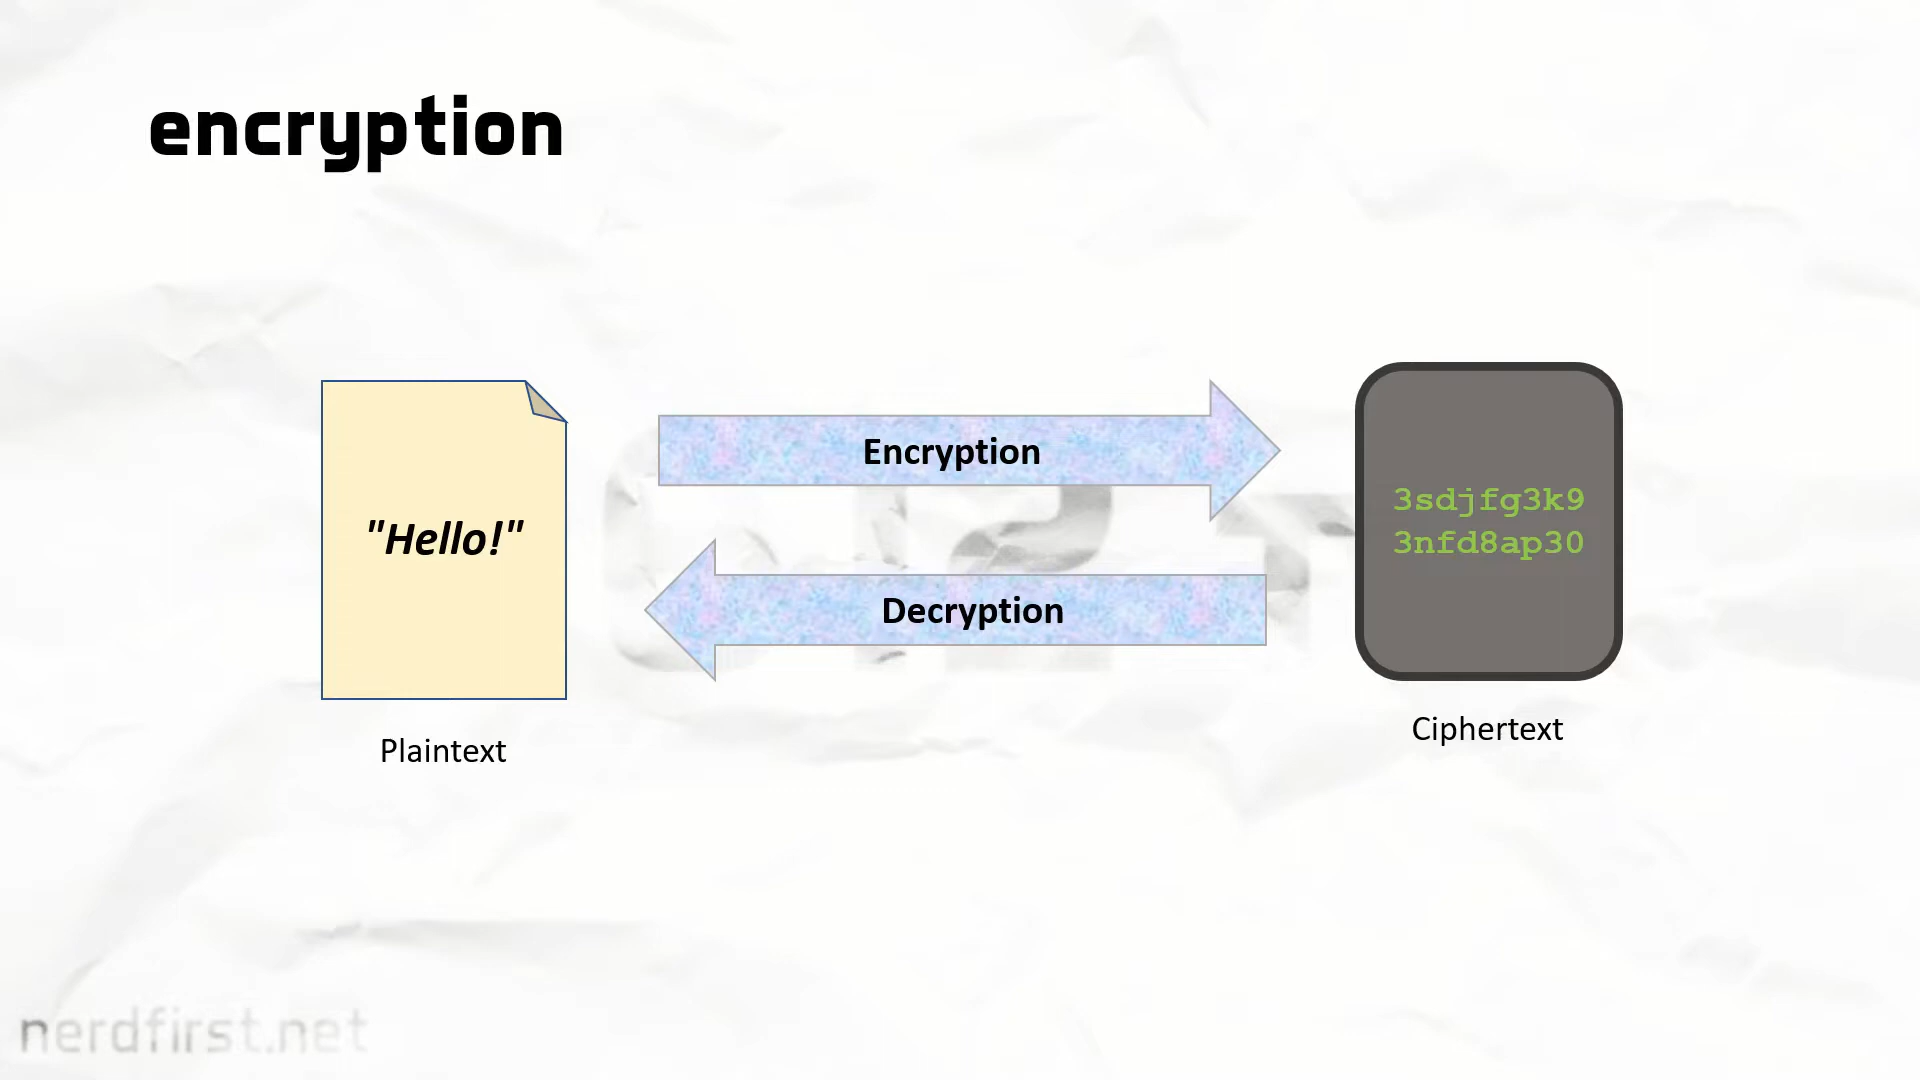 encryption
"Hello!"
Encryption
Decryption
3sdjfg3k9
3nfd8ap30
Plaintext
Ciphertext
nerdfirst.net